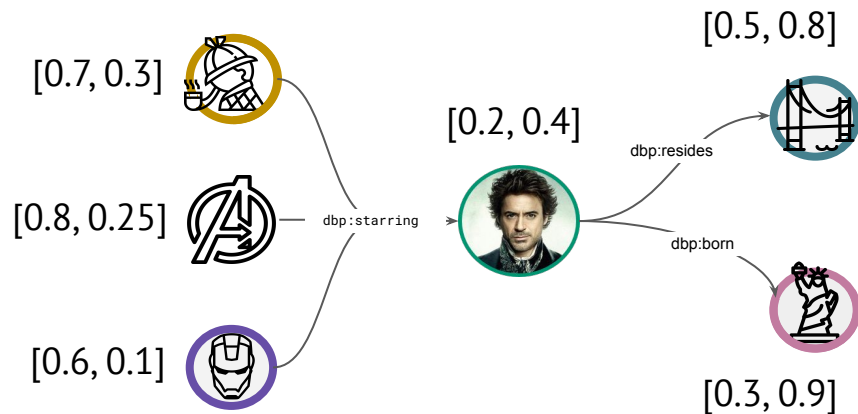 [0.5, 0.8]
[0.7, 0.3]
[0.2, 0.4]
dbp:resides
[0.8, 0.25]
dbp:starring
dbp:born
[0.6, 0.1]
[0.3, 0.9]